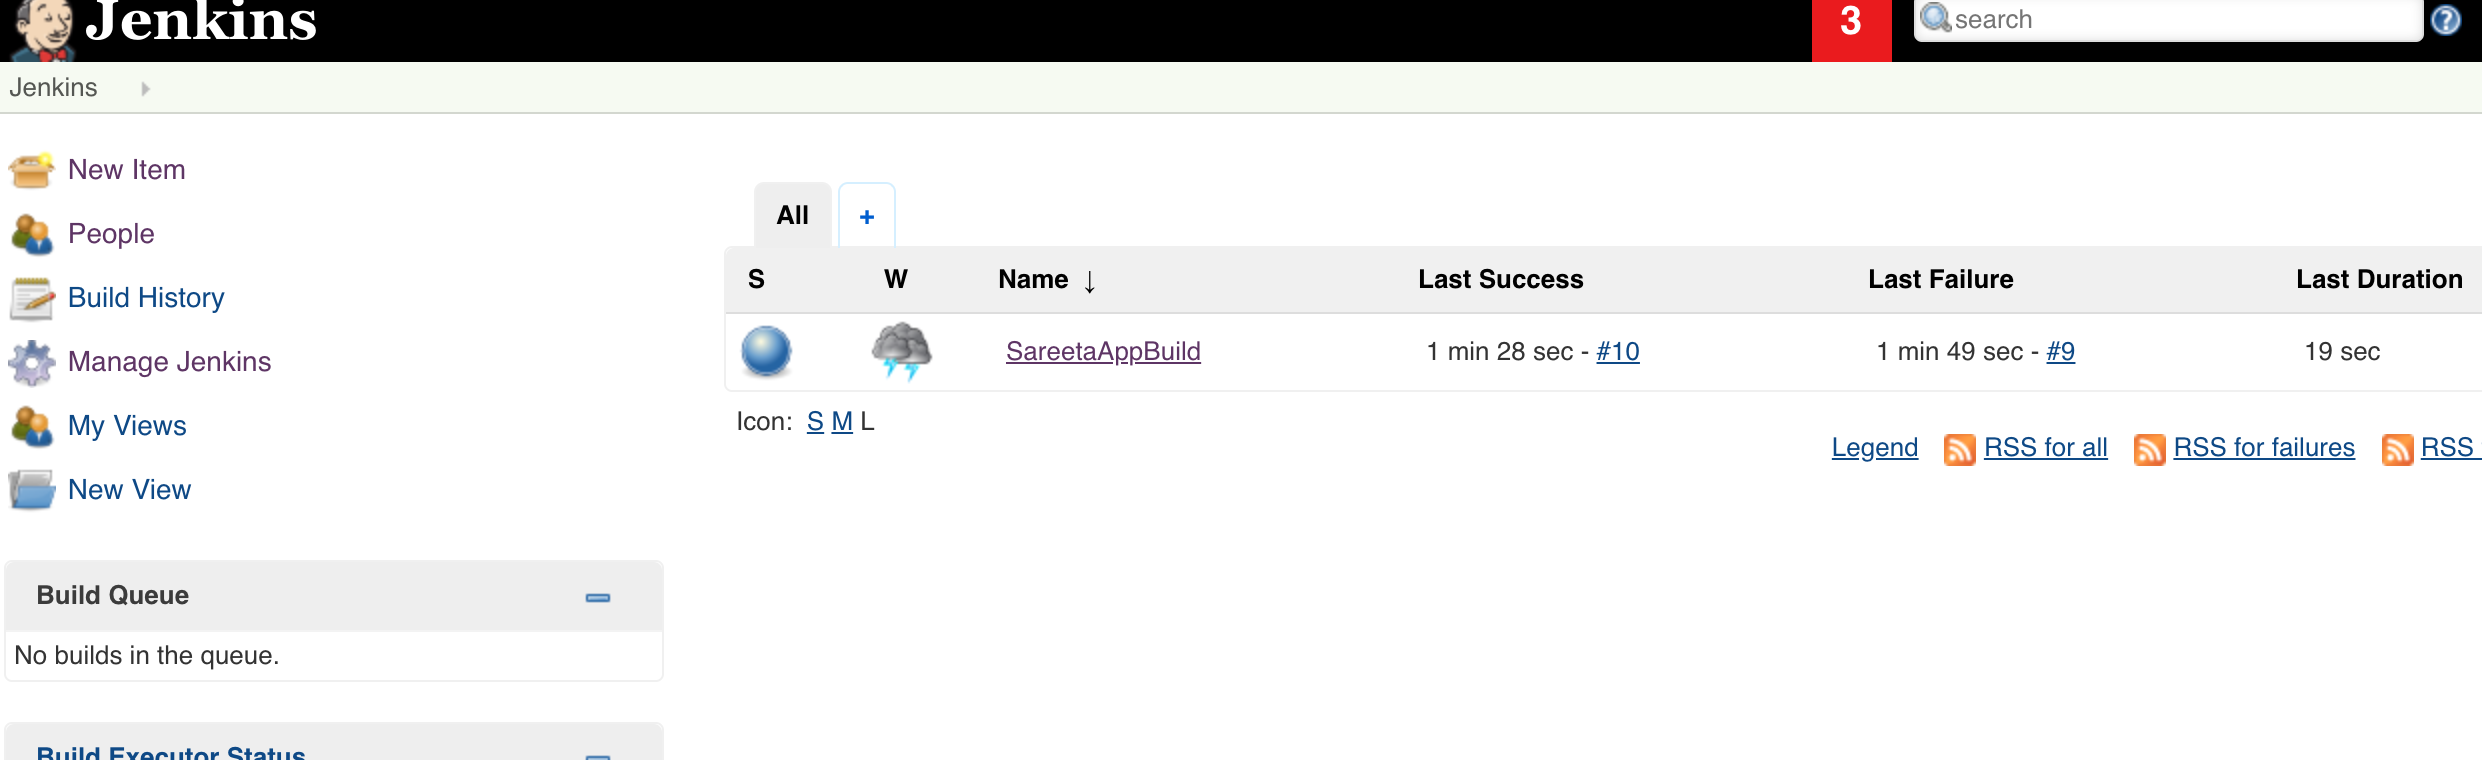 Jenkins
3
search
Jenkins
New Item
People
Build History
Manage Jenkins
My Views
New View
All +
S W Name ↓ Last Success Last Failure Last Duration
SareetaAppBuild 1 min 28 sec - #10 1 min 49 sec - #9 19 sec
Icon: S M L
Legend RSS for all RSS for failures RSS
Build Queue
No builds in the queue.
Build Executor Status